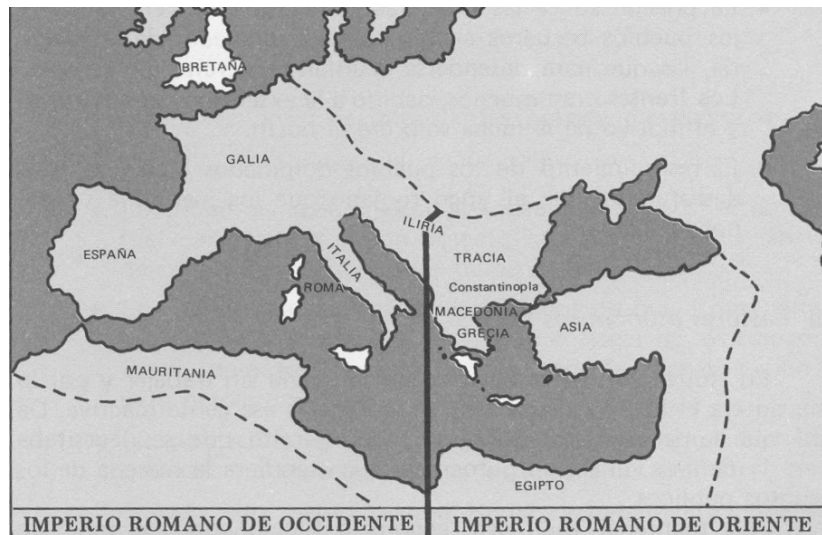 BRETAÑA
GALIA
ILIRIA
ESPAÑA
ITALIA
TRACIA
ROMA
Constantinopla
MACEDONIA
GRECIA
ASIA
MAURITANIA
EGIPTO
IMPERIO ROMANO DE OCCIDENTE
IMPERIO ROMANO DE ORIENTE